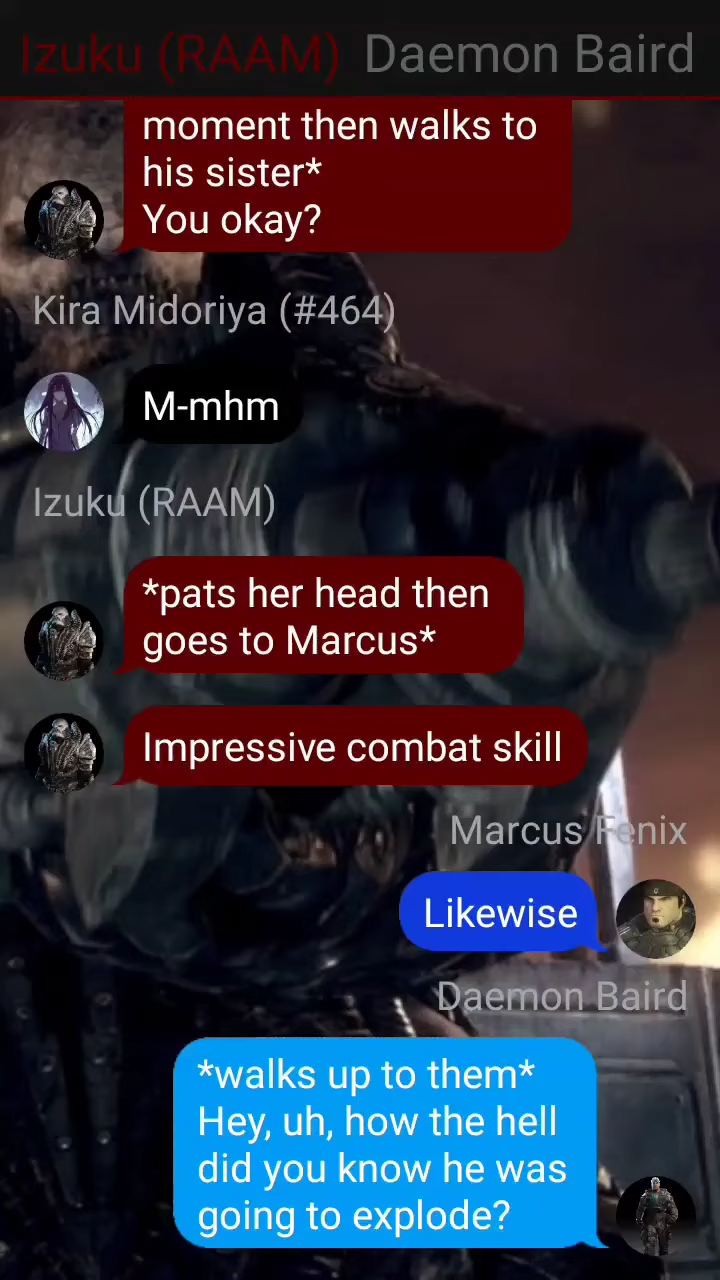 Izuku (RAAM) Daemon Baird
moment then walks to
his sister*
You okay?
Kira Midoriya (#464)
M-mhm
Izuku (RAAM)
*pats her head then
goes to Marcus*
Impressive combat skill
Marcus Fenix
Likewise
Daemon Baird
*walks up to them*
Hey, uh, how the hell
did you know he was
going to explode?